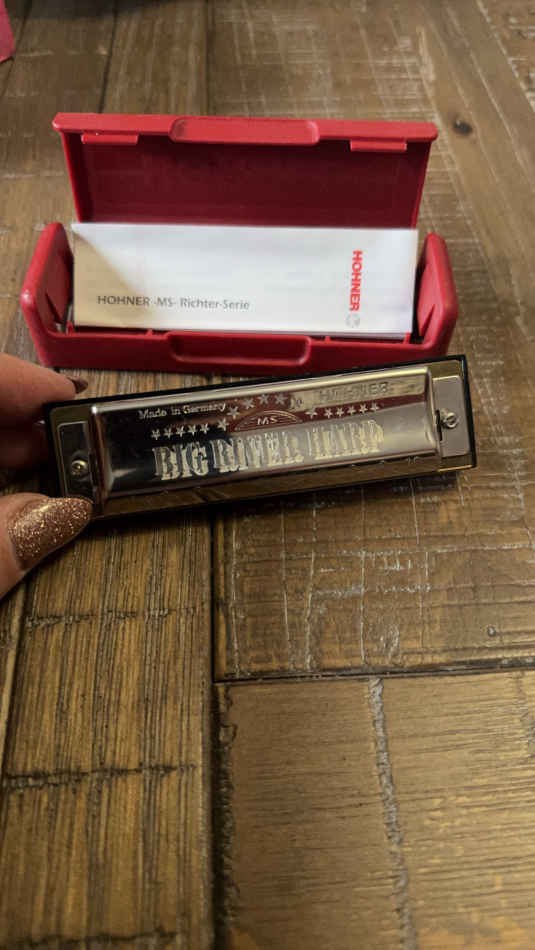 HOHNER
HOHNER -MS- Richter-Serie
Made in Germany
HOHNER
MS
BIG RIVER HARP